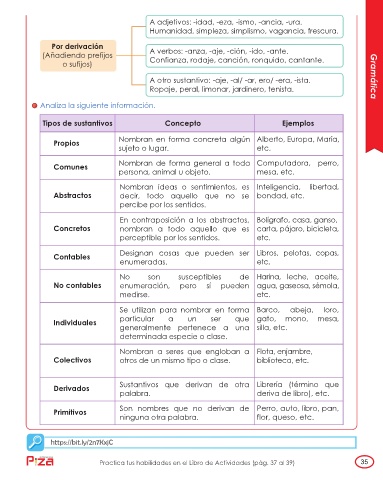 A adjetivos: -idad, -eza, -ismo, -ancia, -ura.
Humanidad, simpleza, simplismo, vagancia, frescura.
Por derivación
(Añadiendo prefijos
o sufijos)
A verbos: -anza, -aje, -ción, -ido, -ante.
Confianza, rodaje, canción, ronquido, cantante.
A otro sustantivo: -aje, -al/ -ar, ero/ -era, -ista.
Ropaje, peral, limonar, jardinero, tenista.
Gramática
Analiza la siguiente información.
Tipos de sustantivos Concepto Ejemplos
Propios
Nombran en forma concreta algún
sujeto o lugar.
Alberto, Europa, María,
etc.
Comunes
Nombran de forma general a toda
persona, animal u objeto.
Computadora, perro,
mesa, etc.
Abstractos
Nombran ideas o sentimientos, es
decir, todo aquello que no se
percibe por los sentidos.
Inteligencia, libertad,
bondad, etc.
Concretos
En contraposición a los abstractos,
nombran a todo aquello que es
perceptible por los sentidos.
Bolígrafo, casa, ganso,
carta, pájaro, bicicleta,
etc.
Contables
Designan cosas que pueden ser
enumeradas.
Libros, pelotas, copas,
etc.
No contables
No son susceptibles de
enumeración, pero sí pueden
medirse.
Harina, leche, aceite,
agua, gaseosa, sémola,
etc.
Individuales
Se utilizan para nombrar en forma
particular a un ser que
generalmente pertenece a una
determinada especie o clase.
Barco, abeja, loro,
gato, mono, mesa,
silla, etc.
Colectivos
Nombran a seres que engloban a
otros de un mismo tipo o clase.
Flota, enjambre,
biblioteca, etc.
Derivados
Sustantivos que derivan de otra
palabra.
Librería (término que
deriva de libro), etc.
Primitivos
Son nombres que no derivan de
ninguna otra palabra.
Perro, auto, libro, pan,
flor, queso, etc.
https://bit.ly/2n7KxjC
Practica tus habilidades en el Libro de Actividades (pág. 37 al 39)
35